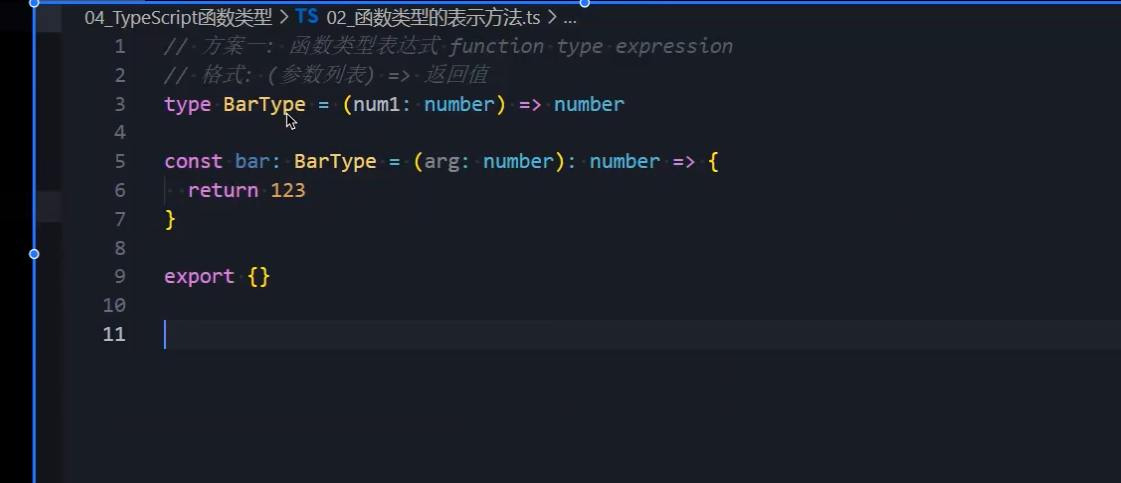 04_TypeScript函数类型 > TS 02_函数类型的表示方法.ts > ...
1 // 方案一: 函数类型表达式 function type expression
2 // 格式: (参数列表) => 返回值
3 type BarType = (num1: number) => number
4
5 const bar: BarType = (arg: number): number => {
6 return 123
7 }
8
9 export {}
10
11